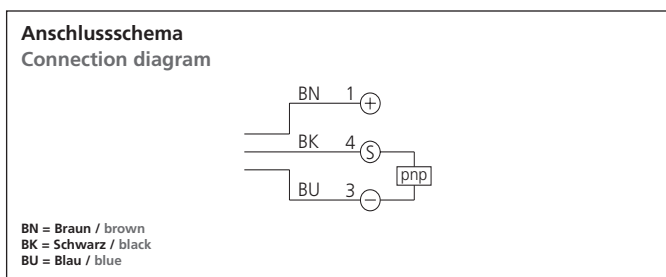 Anschlussschema
Connection diagram
BN 1 +
BK 4 S
pnp
BU 3 −
BN = Braun / brown
BK = Schwarz / black
BU = Blau / blue